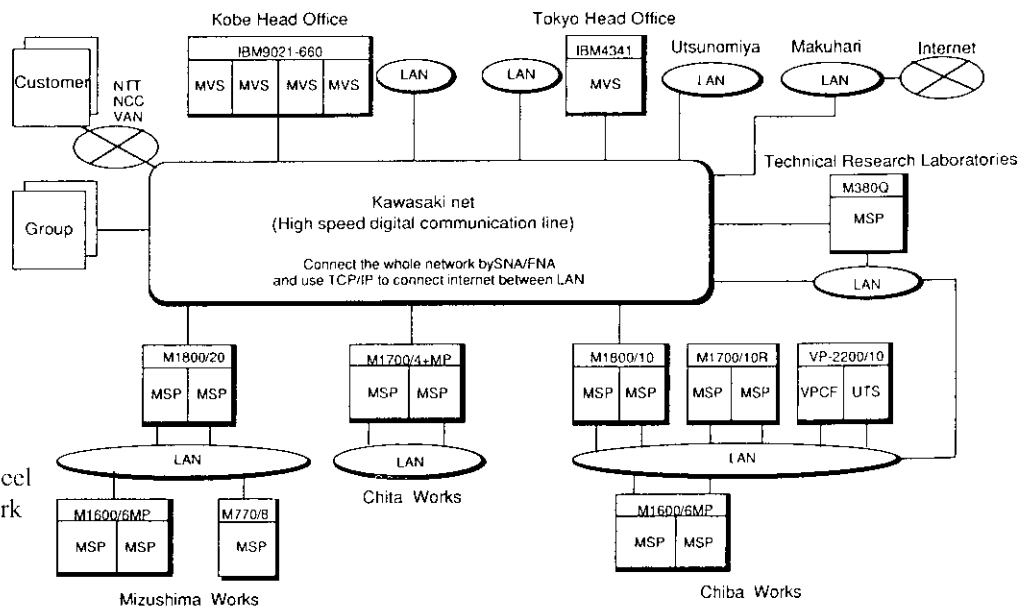 Kobe Head Office
Tokyo Head Office
IBM9021-660
MVS MVS MVS MVS
LAN
LAN
IBM4341
MVS
Utsunomiya
LAN
Makuhari
LAN
Internet
Customer
NTT
NCC
VAN
Group
Kawasaki net
(High speed digital communication line)
Connect the whole network bySNA/FNA
and use TCP/IP to connect internet between LAN
Technical Research Laboratories
M380Q
MSP
LAN
M1800/20
MSP MSP
LAN
M1600/6MP
MSP MSP
M770/8
MSP
Mizushima Works
M1700/4+MP
MSP MSP
LAN
Chita Works
M1800/10
MSP MSP
M1700/10R
MSP MSP
VP-2200/10
VPCF UTS
LAN
M1600/6MP
MSP MSP
Chiba Works